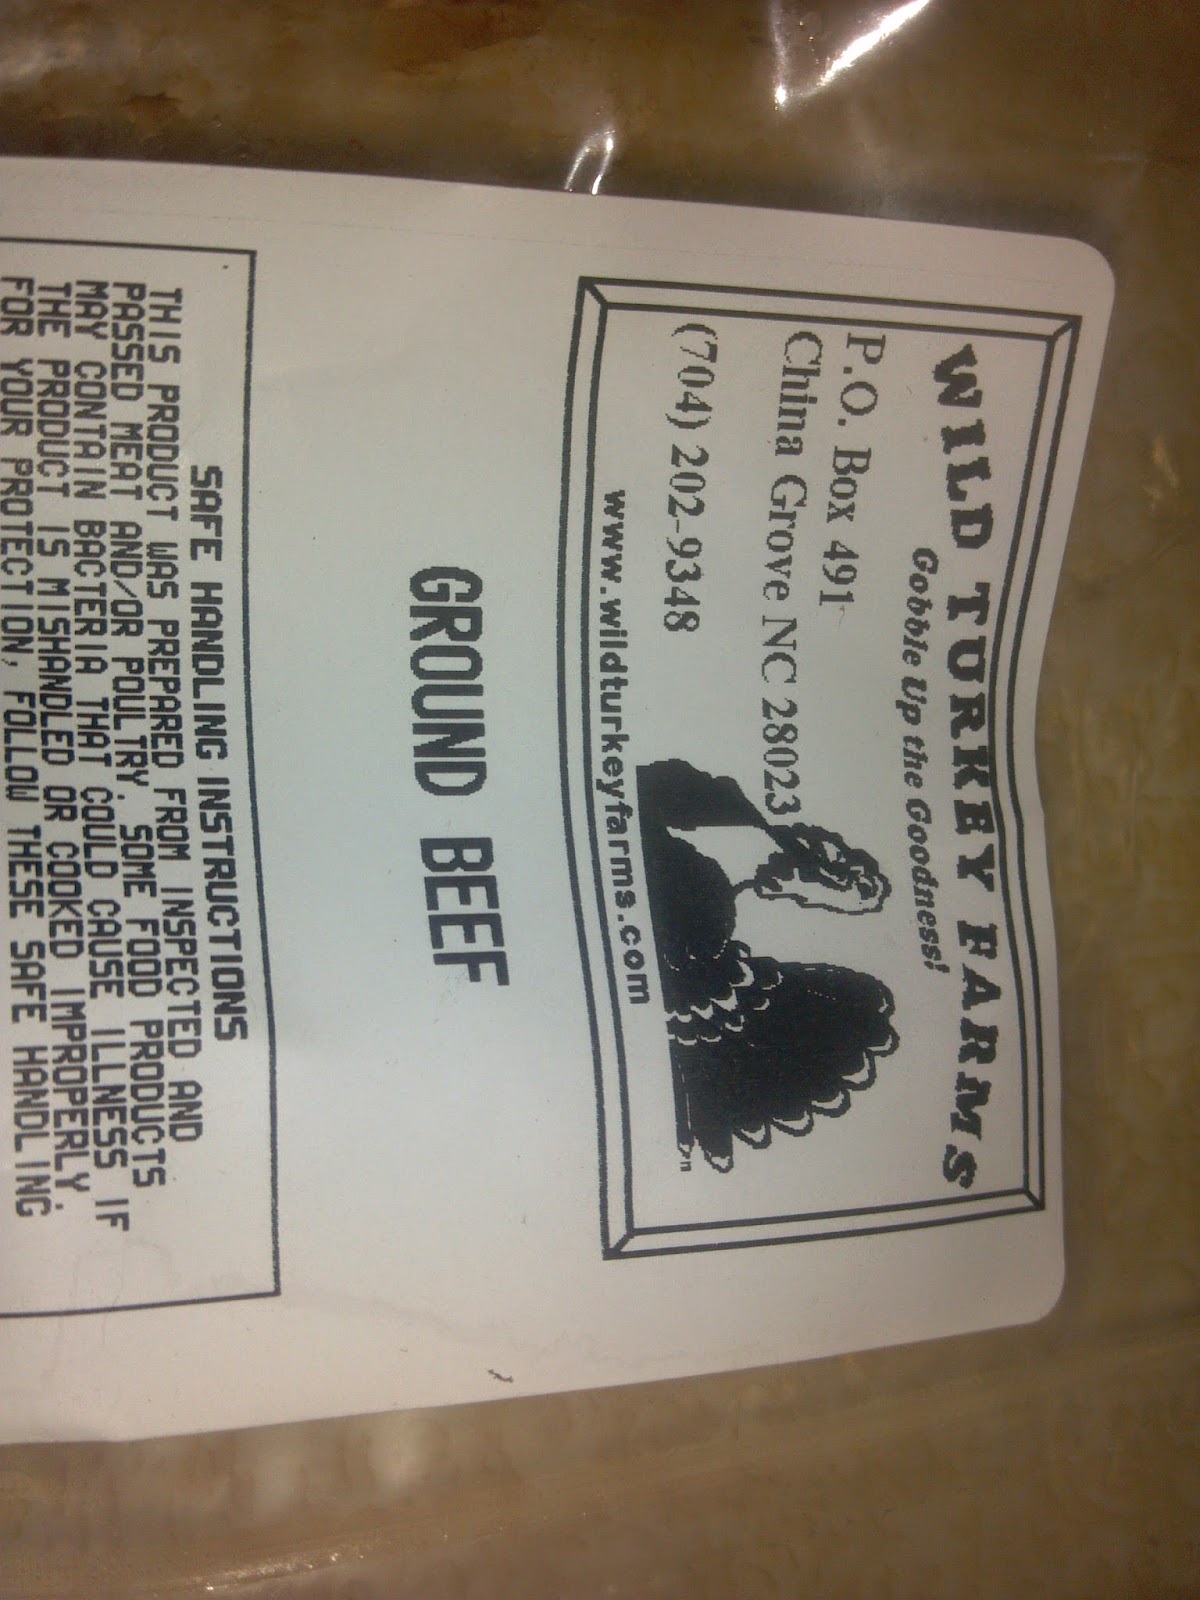 WILD TURKEY FARMS
Gobble Up the Goodness!
P.O. Box 491
China Grove NC 28023
(704) 202-9348
www.wildturkeyfarms.com
GROUND BEEF
SAFE HANDLING INSTRUCTIONS
THIS PRODUCT WAS PREPARED FROM INSPECTED AND
PASSED MEAT AND/OR POULTRY. SOME FOOD PRODUCTS
MAY CONTAIN BACTERIA THAT COULD CAUSE ILLNESS IF
THE PRODUCT IS MISHANDLED OR COOKED IMPROPERLY.
FOR YOUR PROTECTION, FOLLOW THESE SAFE HANDLING